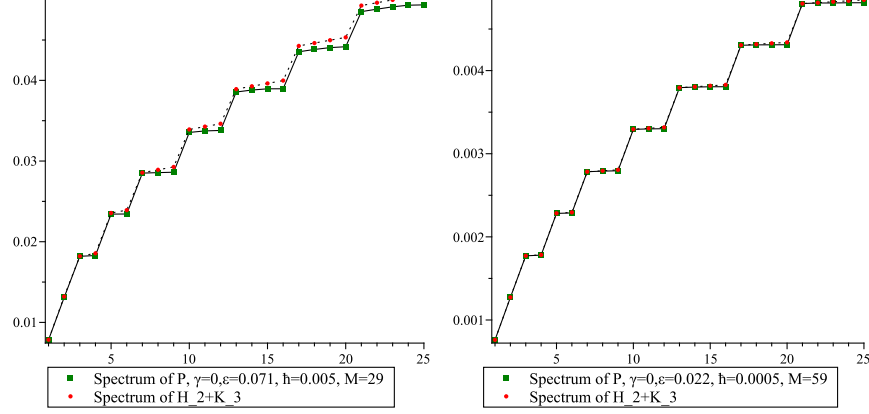 0.04
0.03
0.02
0.01
5 10 15 20 25
Spectrum of P, γ=0,ε=0.071, ħ=0.005, M=29
Spectrum of H_2+K_3
0.004
0.003
0.002
0.001
5 10 15 20 25
Spectrum of P, γ=0,ε=0.022, ħ=0.0005, M=59
Spectrum of H_2+K_3